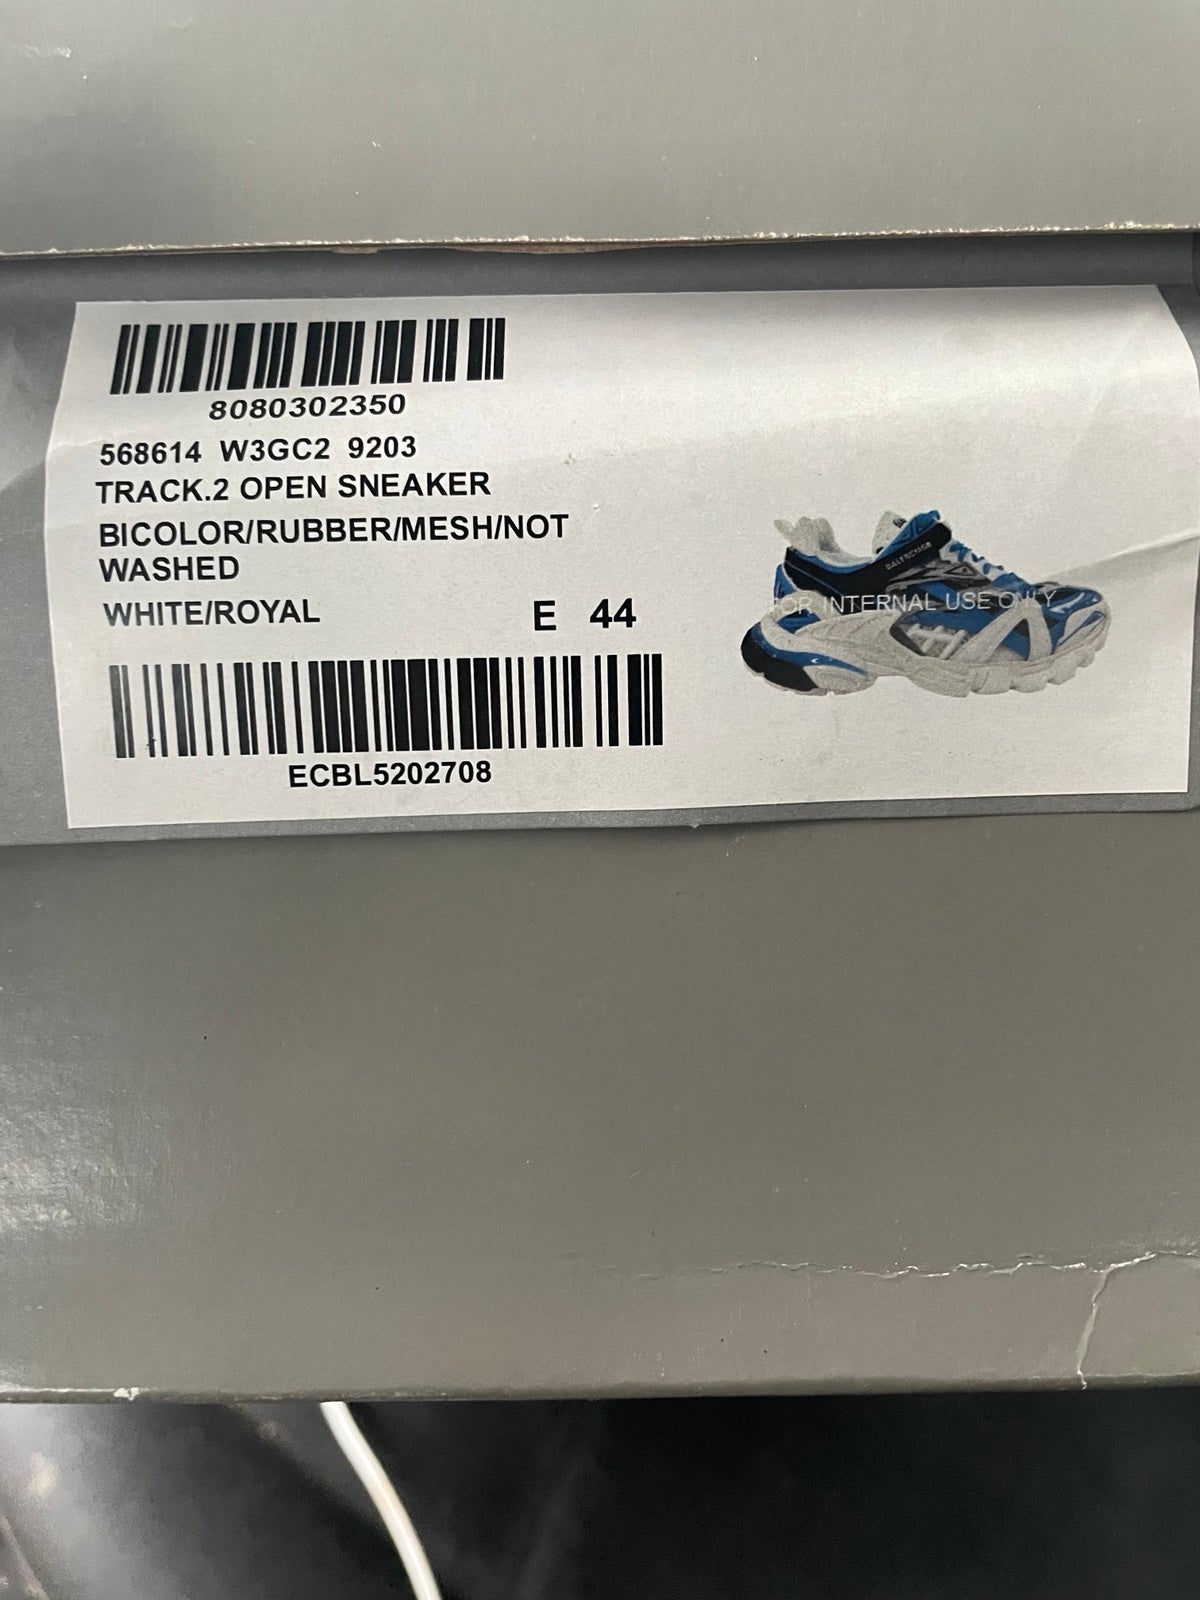 8080302350
568614 W3GC2 9203
TRACK.2 OPEN SNEAKER
BICOLOR/RUBBER/MESH/NOT
WASHED
WHITE/ROYAL E 44
ECBL5202708
BALENCIAGA
FOR INTERNAL USE ONLY